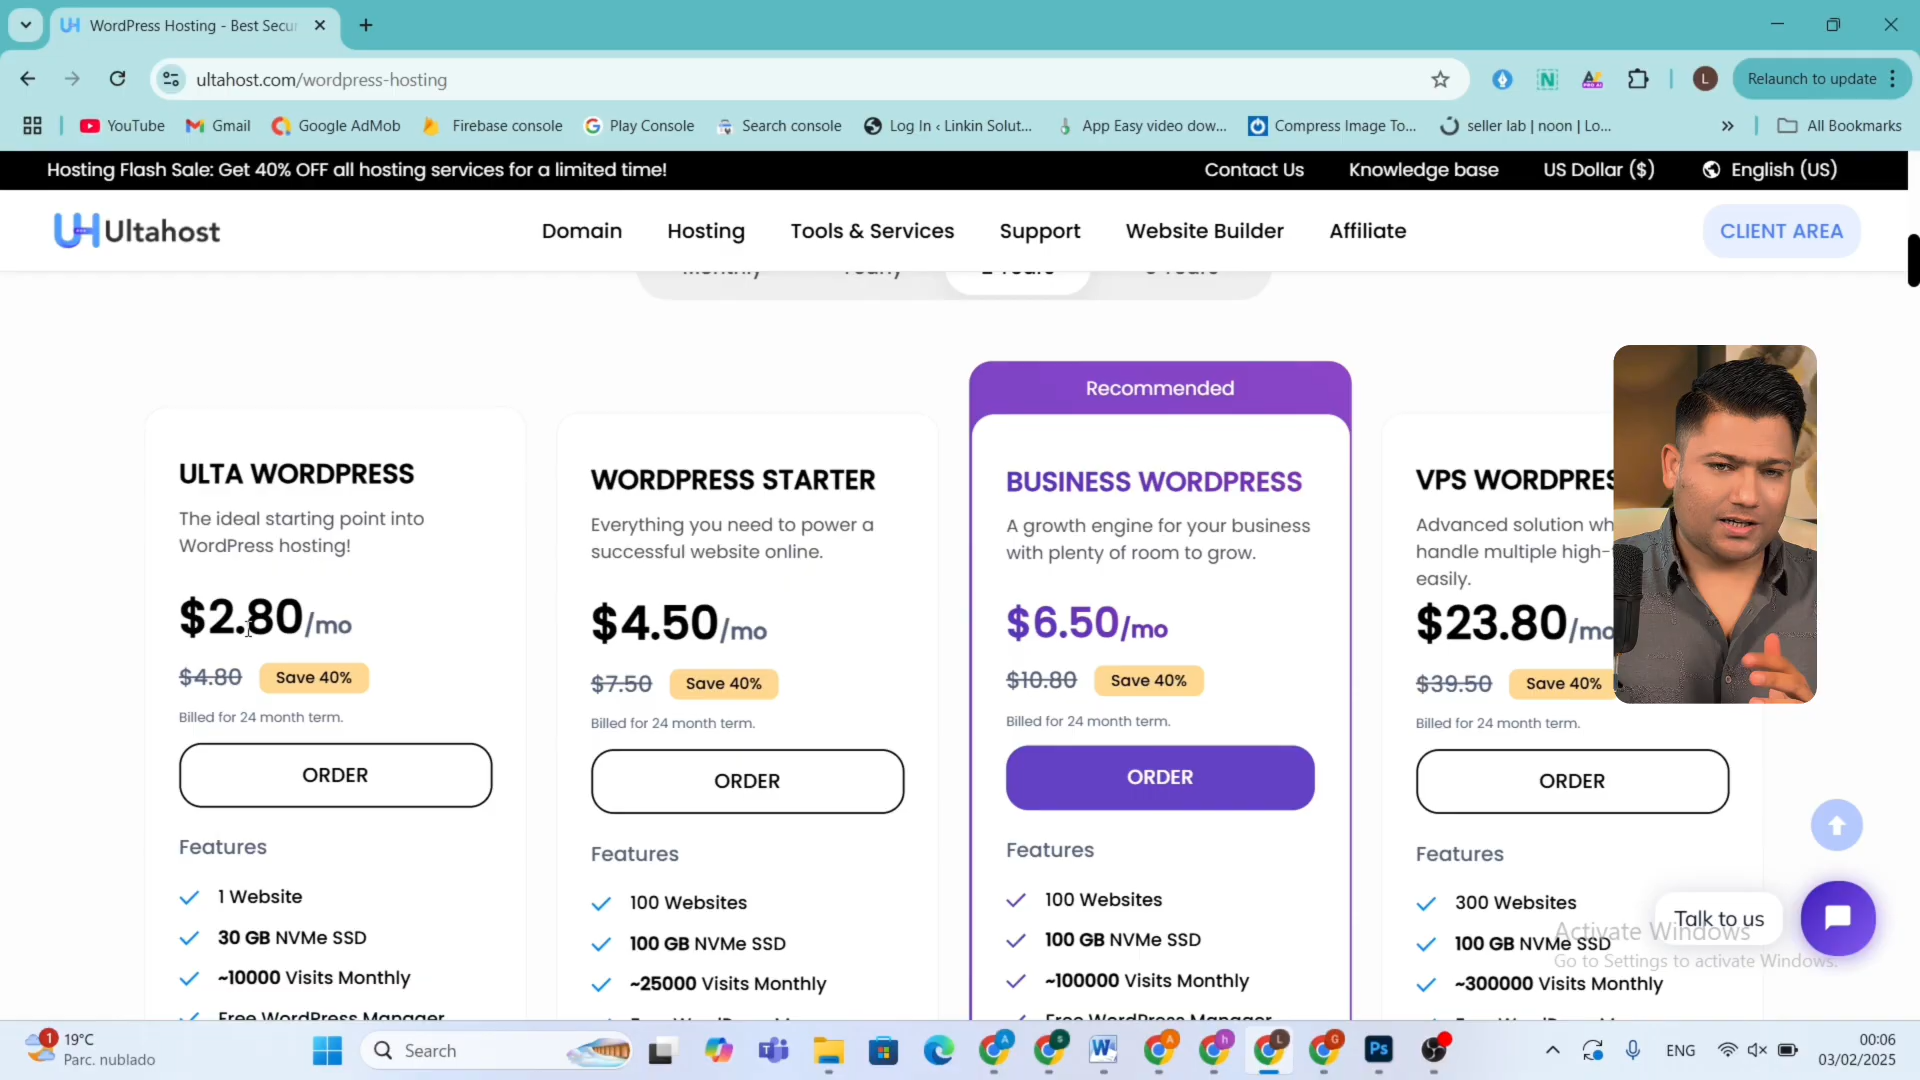 WordPress Hosting - Best Secur
ultahost.com/wordpress-hosting
Relaunch to update
YouTube
Gmail
Google AdMob
Firebase console
Play Console
Search console
Log In ‹ Linkin Solut...
App Easy video dow...
Compress Image To...
seller lab | noon | Lo...
All Bookmarks
Hosting Flash Sale: Get 40% OFF all hosting services for a limited time!
Contact Us
Knowledge base
US Dollar ($)
English (US)
UH Ultahost
Domain
Hosting
Tools & Services
Support
Website Builder
Affiliate
CLIENT AREA
Monthly
Yearly
2 Years
Recommended
ULTA WORDPRESS
The ideal starting point into
WordPress hosting!
$2.80/mo
$4.80 Save 40%
Billed for 24 month term.
ORDER
Features
1 Website
30 GB NVMe SSD
~10000 Visits Monthly
Free WordPress Manager
WORDPRESS STARTER
Everything you need to power a
successful website online.
$4.50/mo
$7.50 Save 40%
Billed for 24 month term.
ORDER
Features
100 Websites
100 GB NVMe SSD
~25000 Visits Monthly
BUSINESS WORDPRESS
A growth engine for your business
with plenty of room to grow.
$6.50/mo
$10.80 Save 40%
Billed for 24 month term.
ORDER
Features
100 Websites
100 GB NVMe SSD
~100000 Visits Monthly
Free WordPress Manager
VPS WORDPRES
Advanced solution wh
handle multiple high-
easily.
$23.80/mo
$39.50 Save 40%
Billed for 24 month term.
ORDER
Features
300 Websites
100 GB NVMe SSD
~300000 Visits Monthly
Talk to us
Activate Windows
Go to Settings to activate Windows.
19°C
Parc. nublado
Search
ENG
00:06
03/02/2025